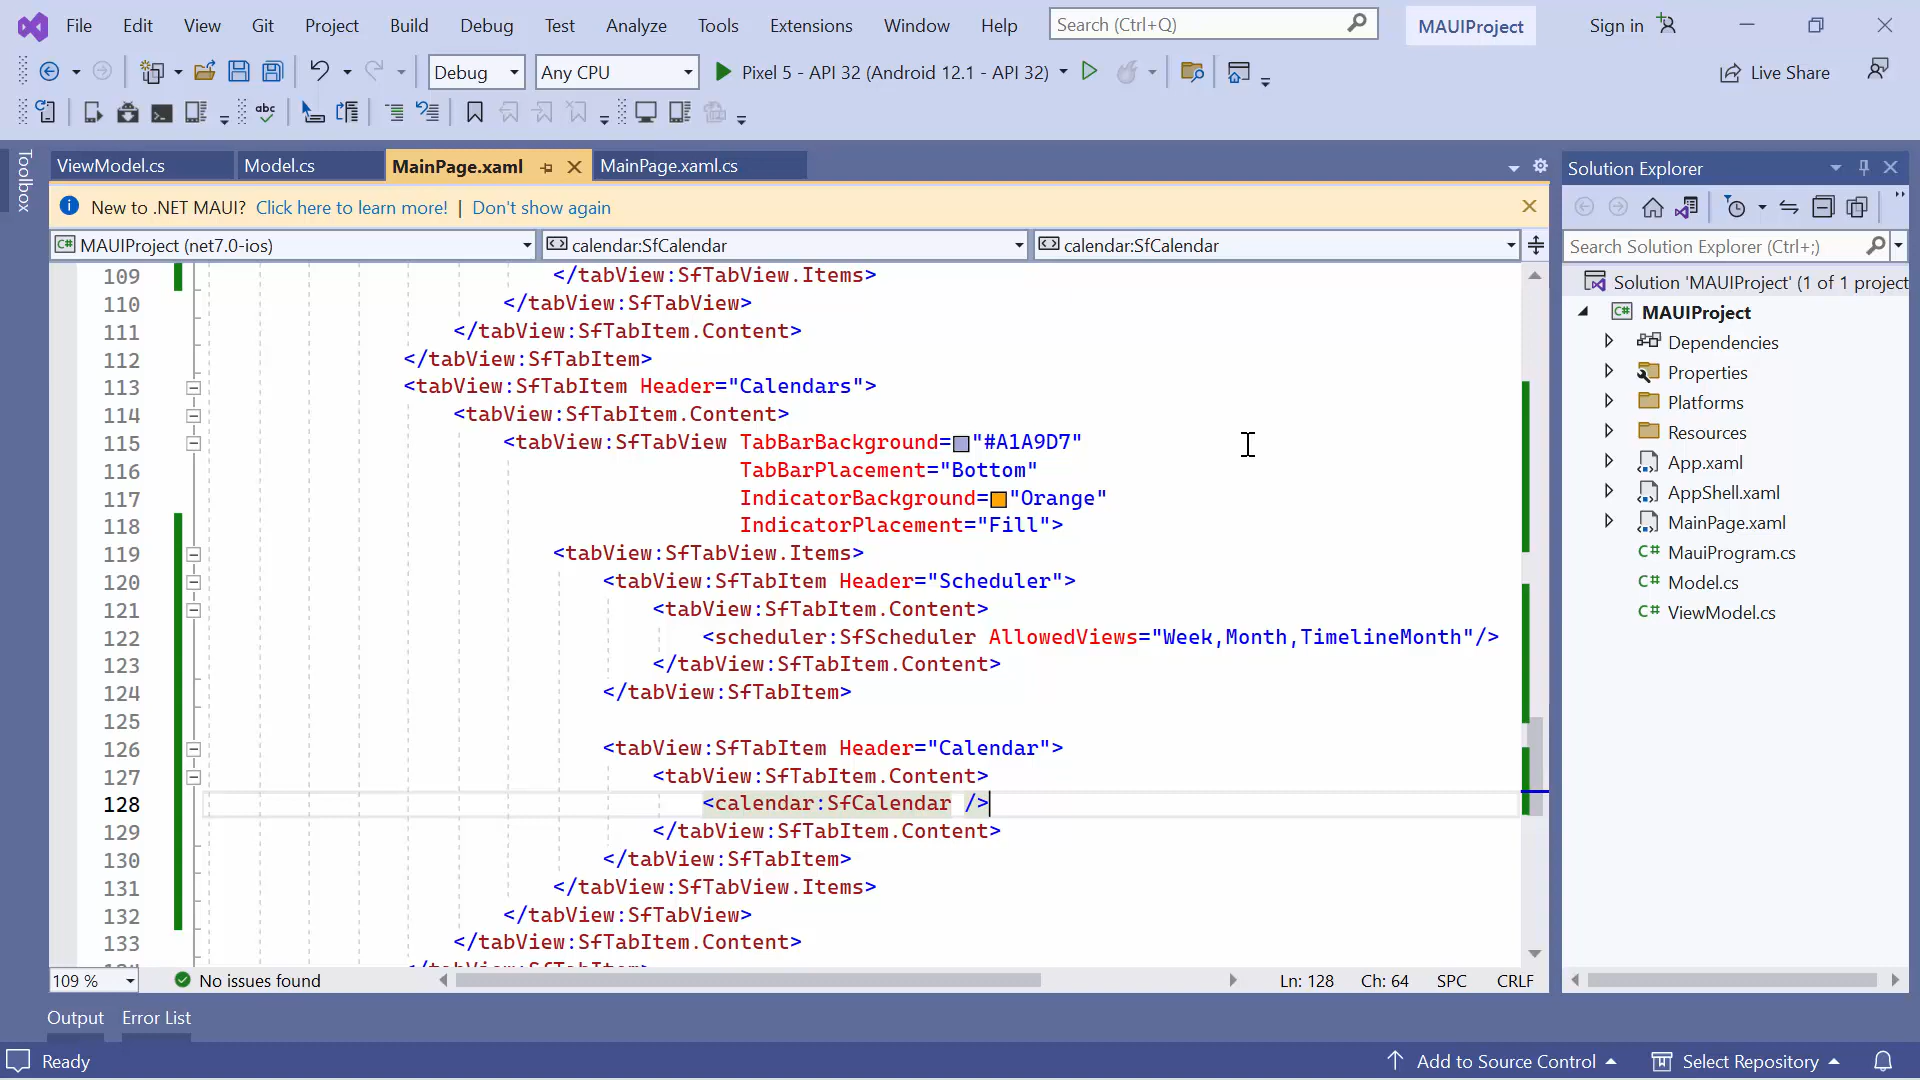 File Edit View Git Project Build Debug Test Analyze Tools Extensions Window Help Search (Ctrl+Q) MAUIProject Sign in
Debug Any CPU Pixel 5 - API 32 (Android 12.1 - API 32) Live Share
abc
Toolbox
ViewModel.cs Model.cs MainPage.xaml MainPage.xaml.cs
New to .NET MAUI? Click here to learn more! | Don't show again
MAUIProject (net7.0-ios) calendar:SfCalendar calendar:SfCalendar
109 </tabView:SfTabView.Items>
110 </tabView:SfTabView>
111 </tabView:SfTabItem.Content>
112 </tabView:SfTabItem>
113 <tabView:SfTabItem Header="Calendars">
114 <tabView:SfTabItem.Content>
115 <tabView:SfTabView TabBarBackground="#A1A9D7"
116 TabBarPlacement="Bottom"
117 IndicatorBackground="Orange"
118 IndicatorPlacement="Fill">
119 <tabView:SfTabView.Items>
120 <tabView:SfTabItem Header="Scheduler">
121 <tabView:SfTabItem.Content>
122 <scheduler:SfScheduler AllowedViews="Week,Month,TimelineMonth"/>
123 </tabView:SfTabItem.Content>
124 </tabView:SfTabItem>
125
126 <tabView:SfTabItem Header="Calendar">
127 <tabView:SfTabItem.Content>
128 <calendar:SfCalendar />
129 </tabView:SfTabItem.Content>
130 </tabView:SfTabItem>
131 </tabView:SfTabView.Items>
132 </tabView:SfTabView>
133 </tabView:SfTabItem.Content>
109 % No issues found Ln: 128 Ch: 64 SPC CRLF
Solution Explorer
Search Solution Explorer (Ctrl+;)
Solution 'MAUIProject' (1 of 1 project
MAUIProject
Dependencies
Properties
Platforms
Resources
App.xaml
AppShell.xaml
MainPage.xaml
C# MauiProgram.cs
C# Model.cs
C# ViewModel.cs
Output Error List
Ready Add to Source Control Select Repository